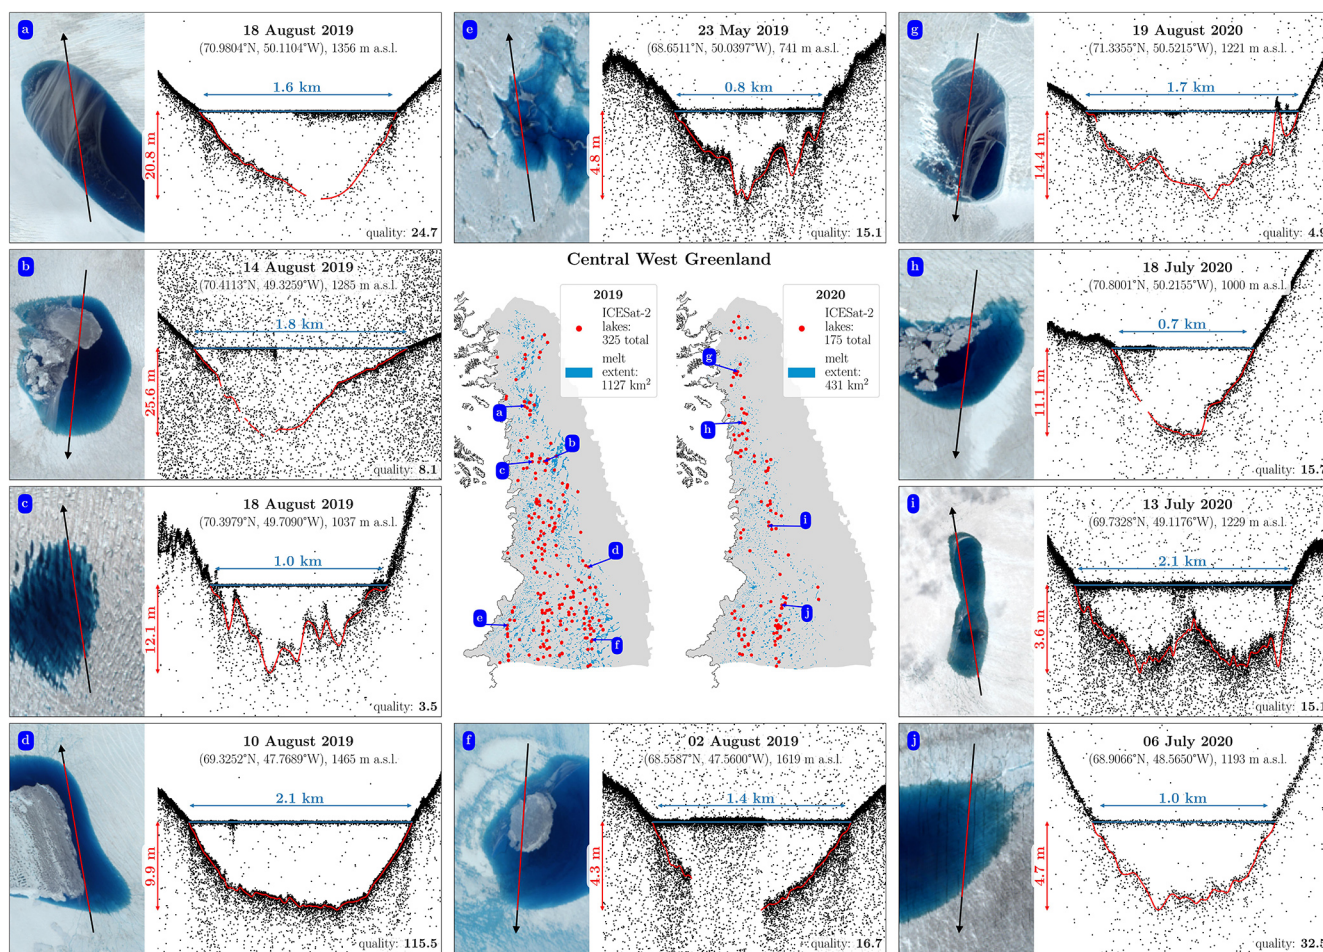 a
18 August 2019
(70.9804°N, 50.1104°W), 1356 m a.s.l.
1.6 km
20.8 m
quality: 24.7
e
23 May 2019
(68.6511°N, 50.0397°W), 741 m a.s.l.
0.8 km
4.8 m
quality: 15.1
g
19 August 2020
(71.3355°N, 50.5215°W), 1221 m a.s.l.
1.7 km
14.4 m
quality: 4.9
b
14 August 2019
(70.4113°N, 49.3259°W), 1285 m a.s.l.
1.8 km
25.6 m
quality: 8.1
Central West Greenland
2019
ICESat-2
lakes:
325 total
melt
extent:
1127 km²
a
b
c
d
e
f
2020
ICESat-2
lakes:
175 total
melt
extent:
431 km²
g
h
i
j
h
18 July 2020
(70.8001°N, 50.2155°W), 1000 m a.s.l.
0.7 km
11.1 m
quality: 15.7
c
18 August 2019
(70.3979°N, 49.7090°W), 1037 m a.s.l.
1.0 km
12.1 m
quality: 3.5
i
13 July 2020
(69.7328°N, 49.1176°W), 1229 m a.s.l.
2.1 km
3.6 m
quality: 15.1
d
10 August 2019
(69.3252°N, 47.7689°W), 1465 m a.s.l.
2.1 km
9.9 m
quality: 115.5
f
02 August 2019
(68.5587°N, 47.5600°W), 1619 m a.s.l.
1.4 km
4.3 m
quality: 16.7
j
06 July 2020
(68.9066°N, 48.5650°W), 1193 m a.s.l.
1.0 km
4.7 m
quality: 32.5